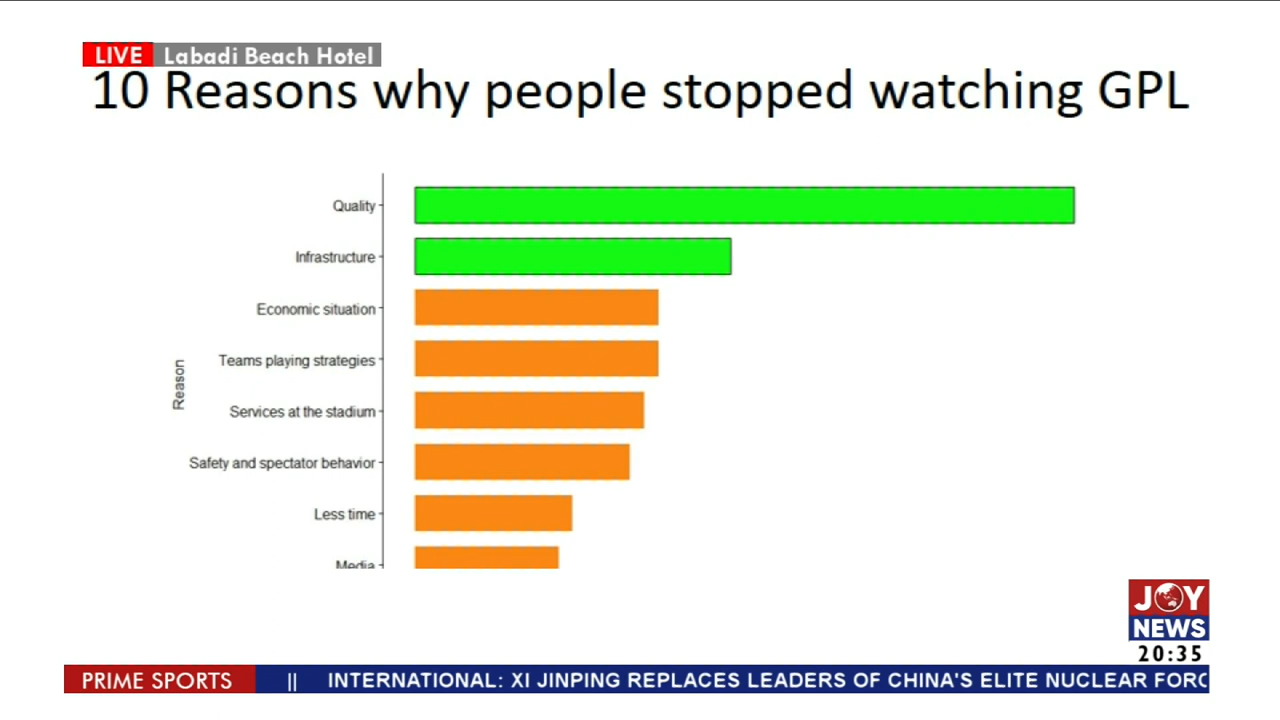 LIVE Labadi Beach Hotel
10 Reasons why people stopped watching GPL
Quality
Infrastructure
Economic situation
Teams playing strategies
Reason
Services at the stadium
Safety and spectator behavior
Less time
Media
JOY
NEWS
20:35
PRIME SPORTS || INTERNATIONAL: XI JINPING REPLACES LEADERS OF CHINA'S ELITE NUCLEAR FORC